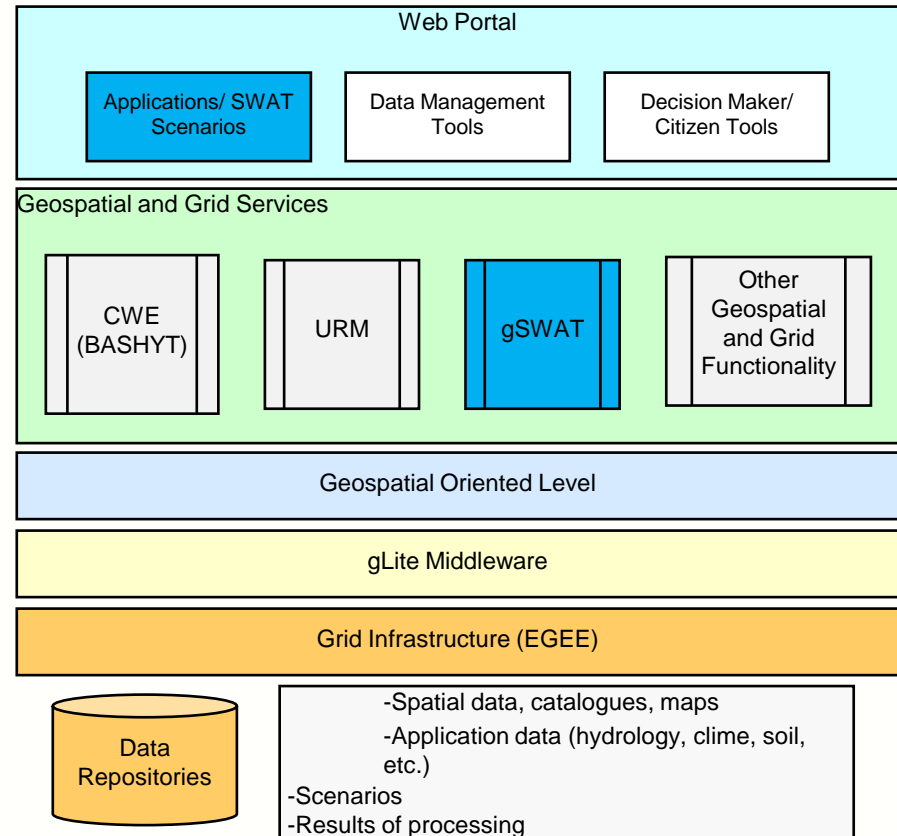 Web Portal
Applications/ SWAT
Scenarios
Data Management
Tools
Decision Maker/
Citizen Tools
Geospatial and Grid Services
CWE
(BASHYT)
URM
gSWAT
Other
Geospatial
and Grid
Functionality
Geospatial Oriented Level
gLite Middleware
Grid Infrastructure (EGEE)
Data
Repositories
-Spatial data, catalogues, maps
-Application data (hydrology, clime, soil,
etc.)
-Scenarios
-Results of processing